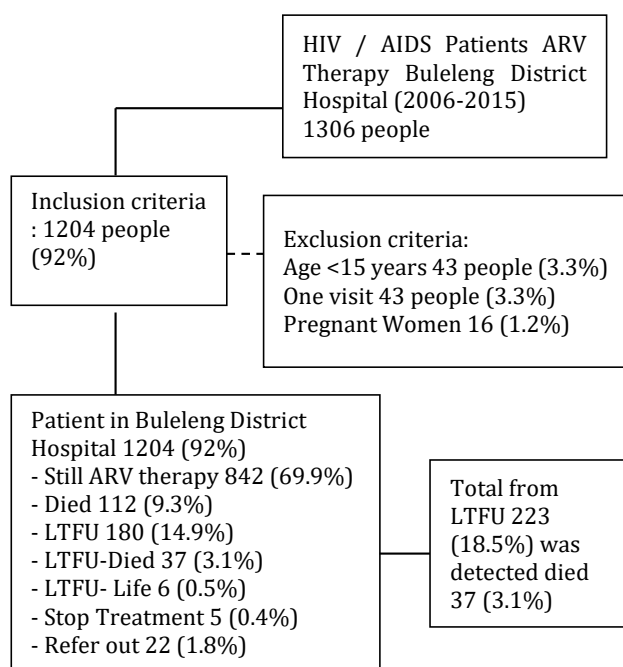 HIV / AIDS Patients ARV
Therapy Buleleng District
Hospital (2006-2015)
1306 people
Inclusion criteria
: 1204 people
(92%)
Exclusion criteria:
Age <15 years 43 people (3.3%)
One visit 43 people (3.3%)
Pregnant Women 16 (1.2%)
Patient in Buleleng District
Hospital 1204 (92%)
- Still ARV therapy 842 (69.9%)
- Died 112 (9.3%)
- LTFU 180 (14.9%)
- LTFU-Died 37 (3.1%)
- LTFU- Life 6 (0.5%)
- Stop Treatment 5 (0.4%)
- Refer out 22 (1.8%)
Total from
LTFU 223
(18.5%) was
detected died
37 (3.1%)